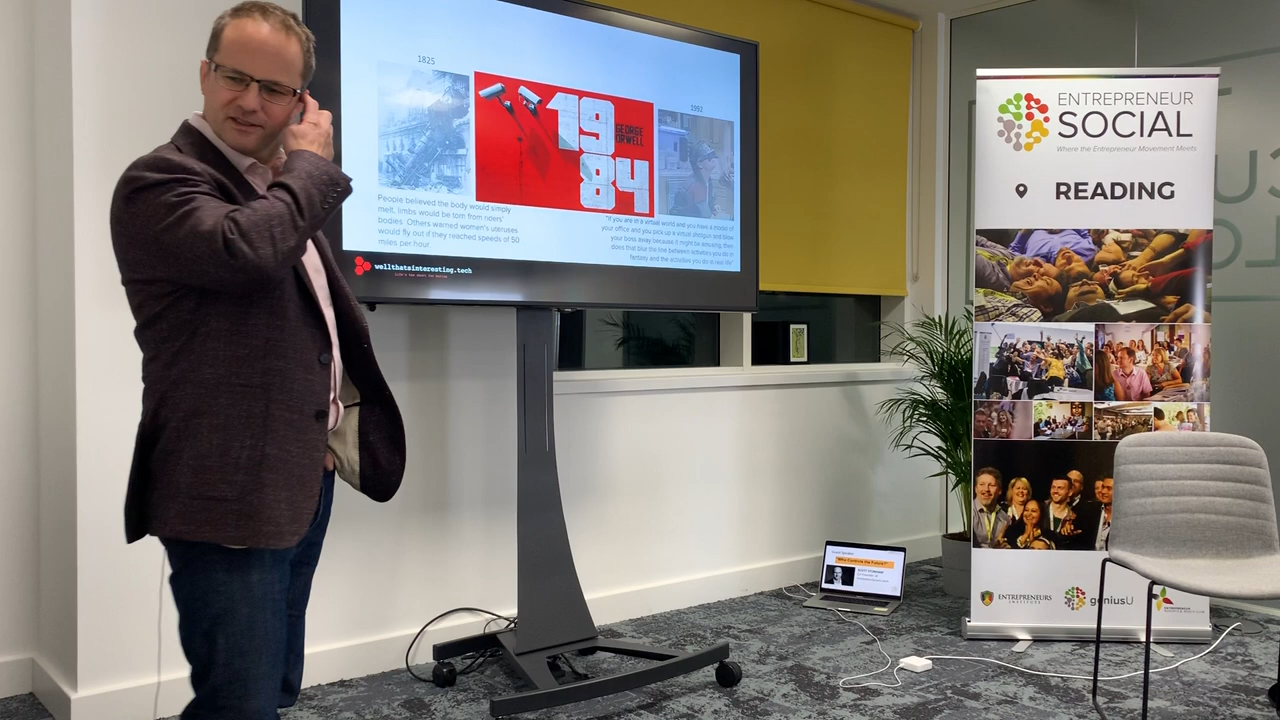 1825
19
84
GEORGE
ORWELL
1992
People believed the body would simply
melt, limbs would be torn from riders'
bodies. Others warned women's uteruses
would fly out if they reached speeds of 50
miles per hour.
"If you are in a virtual world and you have a model of
your office and you pick up a virtual shotgun and blow
your boss away because it might be amusing, then
does that blur the line between activities you do in
fantasy and the activities you do in real life"
wellthatsinteresting.tech
ENTREPRENEUR
SOCIAL
Where the Entrepreneur Movement Meets
READING
"Who Controls the Future?"
ENTREPRENEURS
INSTITUTE
geniusU